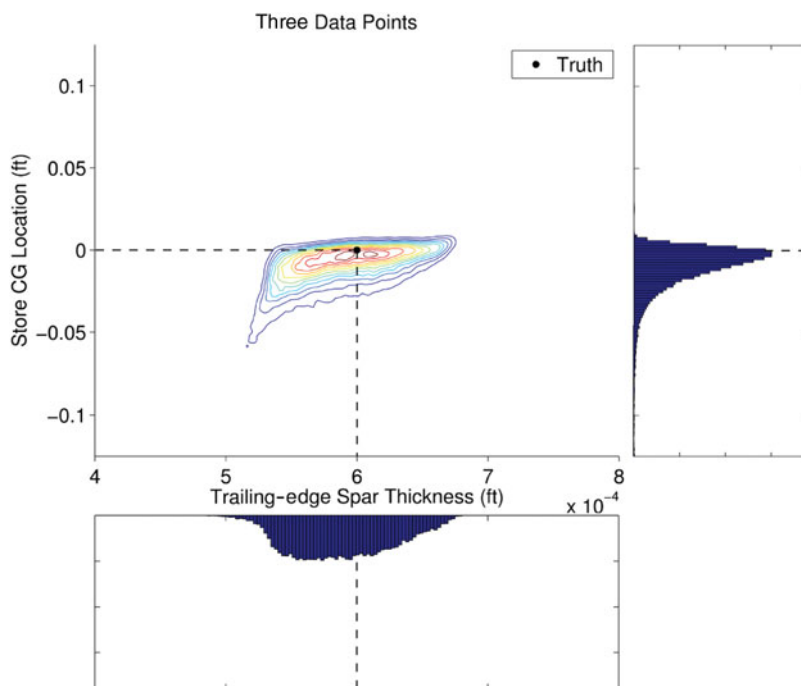 Three Data Points
Truth
Store CG Location (ft)
0.1
0.05
0
−0.05
−0.1
4
5
6
7
8
Trailing−edge Spar Thickness (ft)
x 10⁻⁴